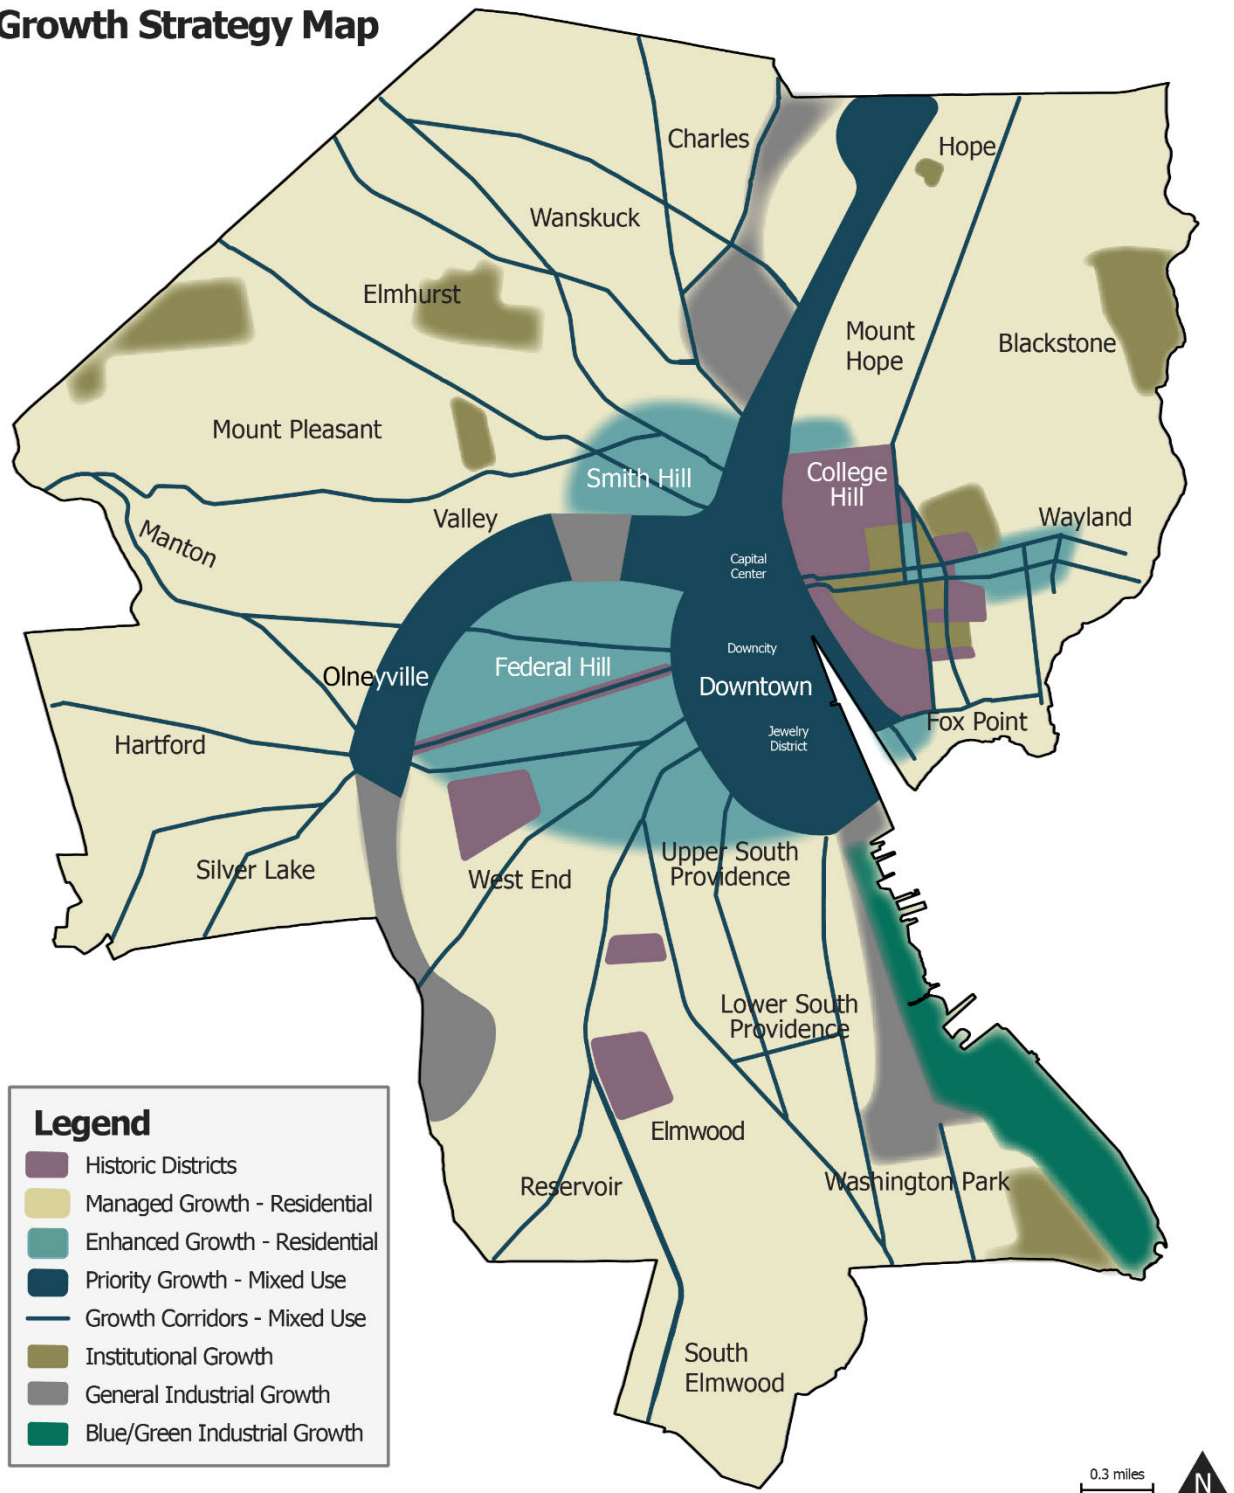 Growth Strategy Map
Charles
Hope
Wanskuck
Elmhurst
Mount
Hope
Blackstone
Mount Pleasant
Smith Hill
College
Hill
Valley
Wayland
Manton
Capital
Center
Downcity
Federal Hill
Olneyville
Downtown
Fox Point
Jewelry
District
Hartford
Silver Lake
West End
Upper South
Providence
Lower South
Providence
Elmwood
Reservoir
Washington Park
South
Elmwood
Legend
Historic Districts
Managed Growth - Residential
Enhanced Growth - Residential
Priority Growth - Mixed Use
Growth Corridors - Mixed Use
Institutional Growth
General Industrial Growth
Blue/Green Industrial Growth
0.3 miles
N